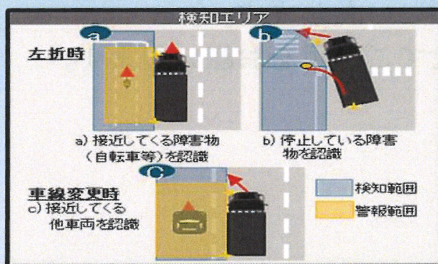 検知エリア
左折時
a
b
a) 接近してくる障害物
(自転車等)を認識
b) 停止している障害
物を認識
車線変更時
c) 接近してくる
他車両を認識
C
検知範囲
警報範囲